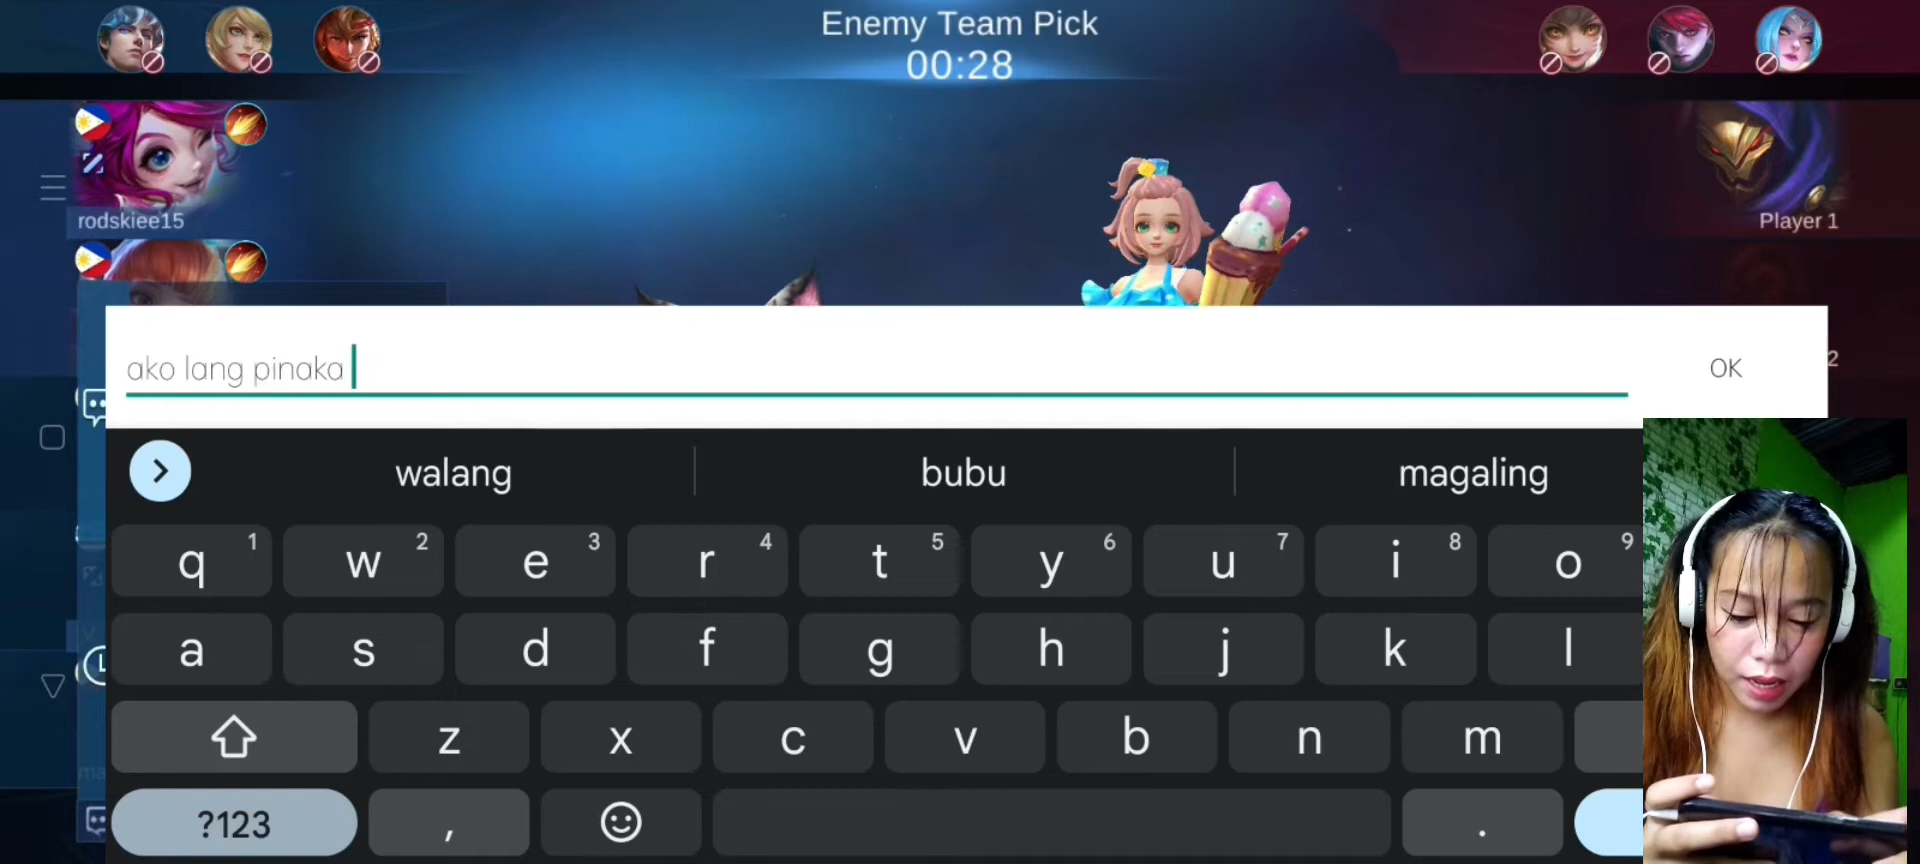 Enemy Team Pick
00:28
rodskiee15
Player 1
ako lang pinaka
OK
2
walang bubu magaling
q 1 w 2 e 3 r 4 t 5 y 6 u 7 i 8 o 9
a s d f g h j k l
z x c v b n m
?123 , .